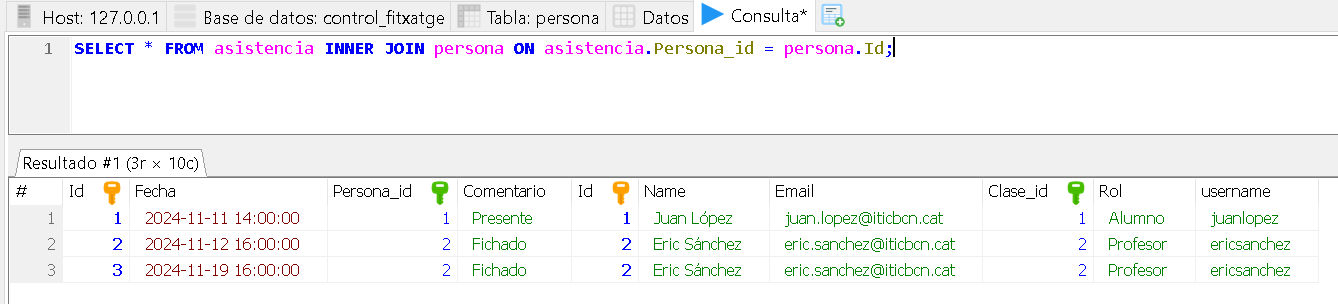 Host: 127.0.0.1 Base de datos: control_fitxatge Tabla: persona Datos Consulta*
1 SELECT * FROM asistencia INNER JOIN persona ON asistencia.Persona_id = persona.Id;
Resultado #1 (3r × 10c)
# Id Fecha Persona_id Comentario Id Name Email Clase_id Rol username
1 1 2024-11-11 14:00:00 1 Presente 1 Juan López juan.lopez@iticbcn.cat 1 Alumno juanlopez
2 2 2024-11-12 16:00:00 2 Fichado 2 Eric Sánchez eric.sanchez@iticbcn.cat 2 Profesor ericsanchez
3 3 2024-11-19 16:00:00 2 Fichado 2 Eric Sánchez eric.sanchez@iticbcn.cat 2 Profesor ericsanchez